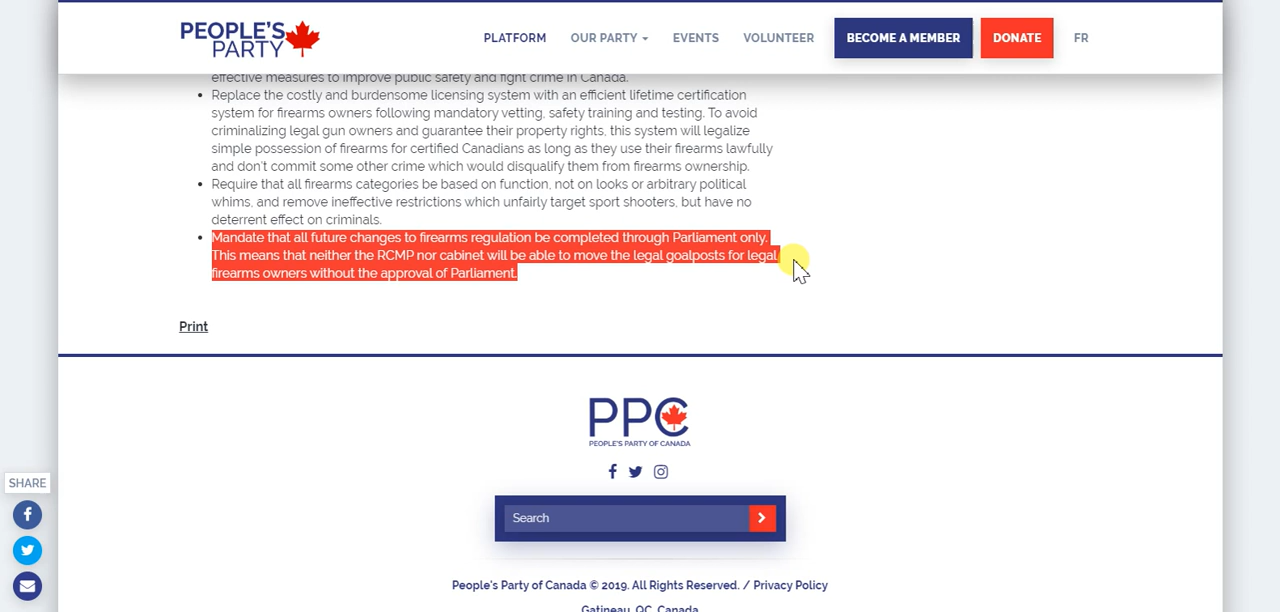 PEOPLE'S
PARTY
PLATFORM OUR PARTY EVENTS VOLUNTEER BECOME A MEMBER DONATE FR
effective measures to improve public safety and fight crime in Canada.
• Replace the costly and burdensome licensing system with an efficient lifetime certification
system for firearms owners following mandatory vetting, safety training and testing. To avoid
criminalizing legal gun owners and guarantee their property rights, this system will legalize
simple possession of firearms for certified Canadians as long as they use their firearms lawfully
and don't commit some other crime which would disqualify them from firearms ownership.
• Require that all firearms categories be based on function, not on looks or arbitrary political
whims, and remove ineffective restrictions which unfairly target sport shooters, but have no
deterrent effect on criminals.
• Mandate that all future changes to firearms regulation be completed through Parliament only.
This means that neither the RCMP nor cabinet will be able to move the legal goalposts for legal
firearms owners without the approval of Parliament.
Print
PPC
PEOPLE'S PARTY OF CANADA
SHARE
Search
People's Party of Canada © 2019. All Rights Reserved. / Privacy Policy
Gatineau, QC, Canada